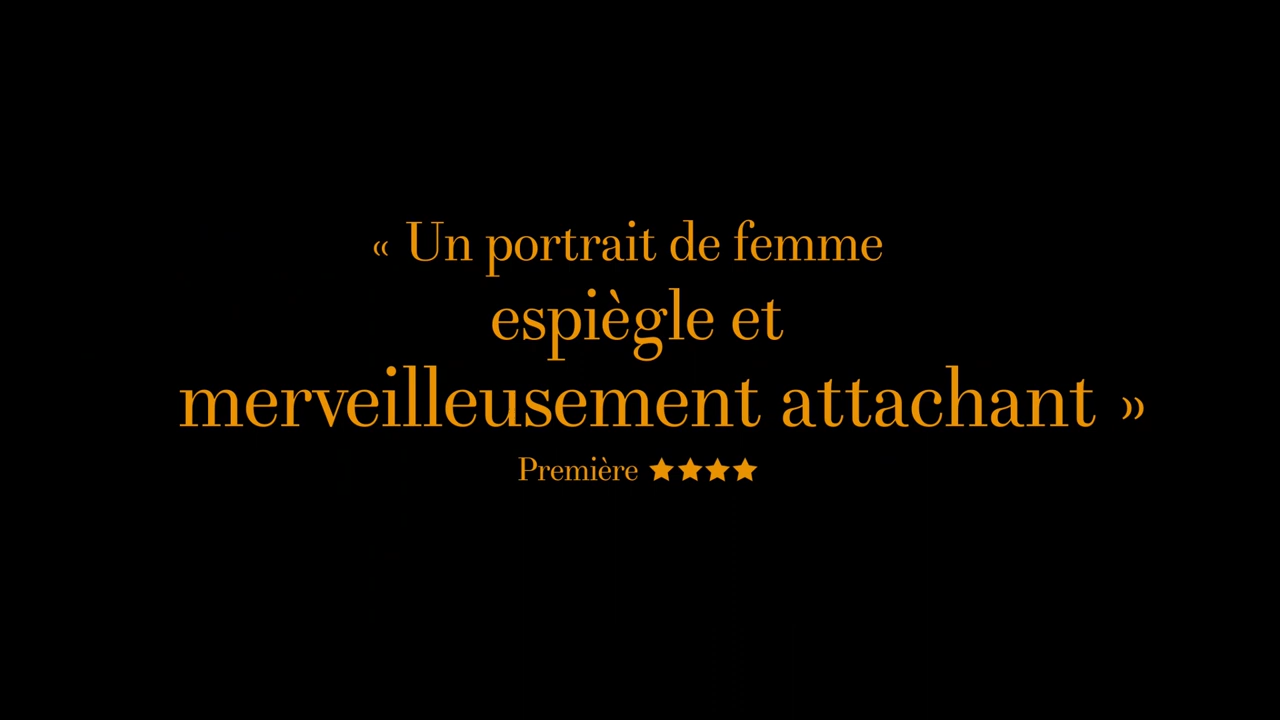 « Un portrait de femme
espiègle et
merveilleusement attachant »
Première ★★★★